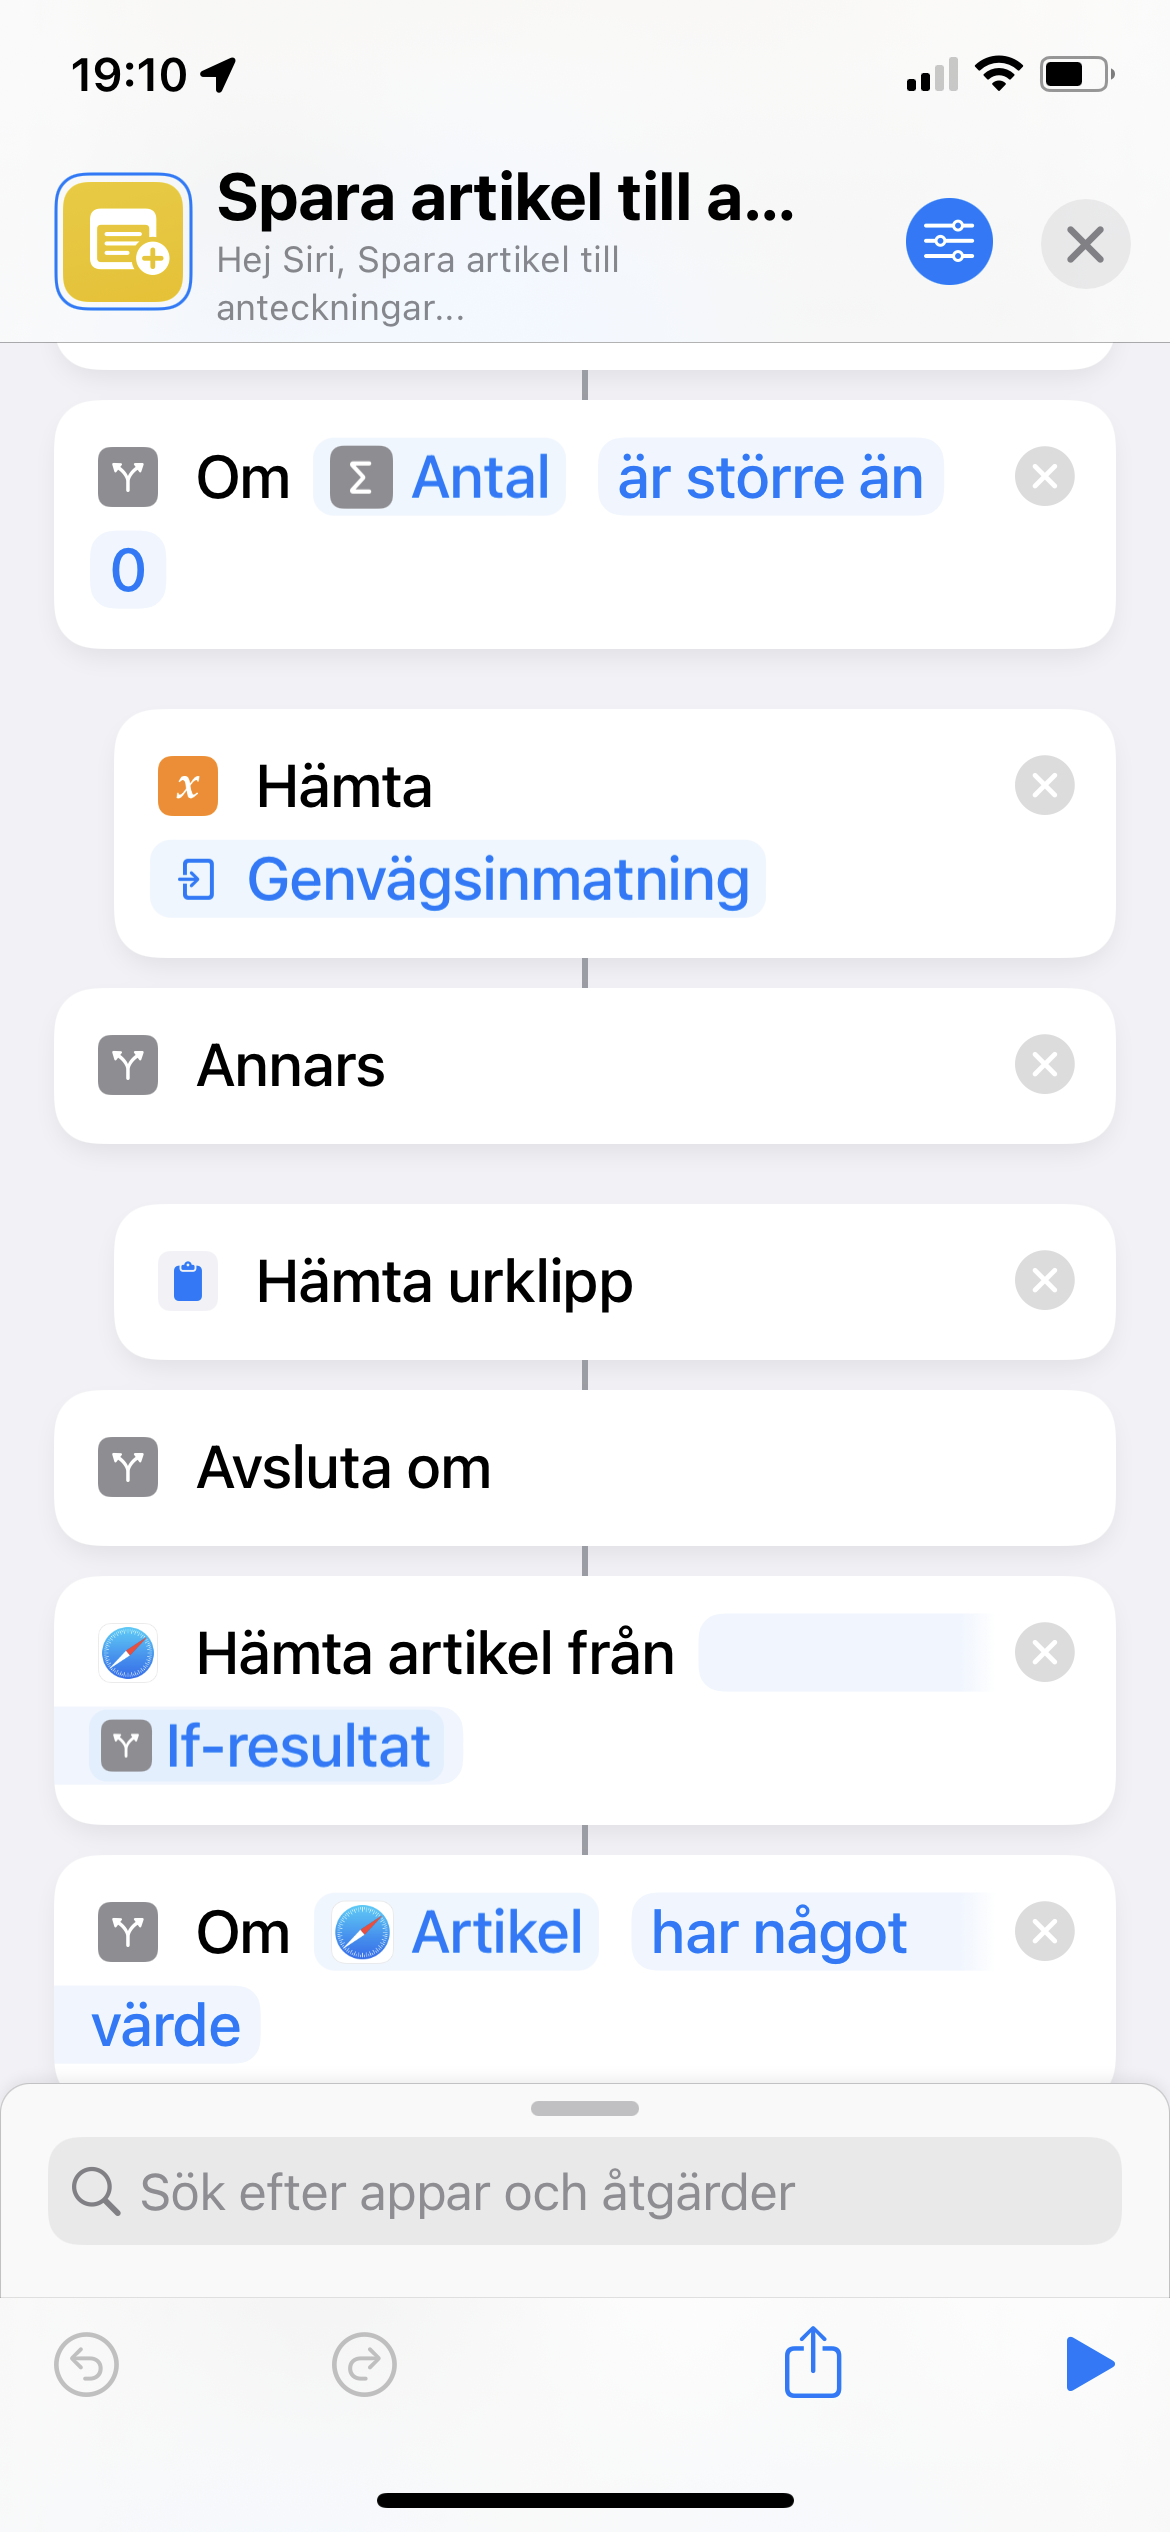 19:10
Spara artikel till a...
Hej Siri, Spara artikel till
anteckningar...
Om Σ Antal är större än
0
x Hämta
Genvägsinmatning
Annars
Hämta urklipp
Avsluta om
Hämta artikel från
If-resultat
Om Artikel har något
värde
Sök efter appar och åtgärder